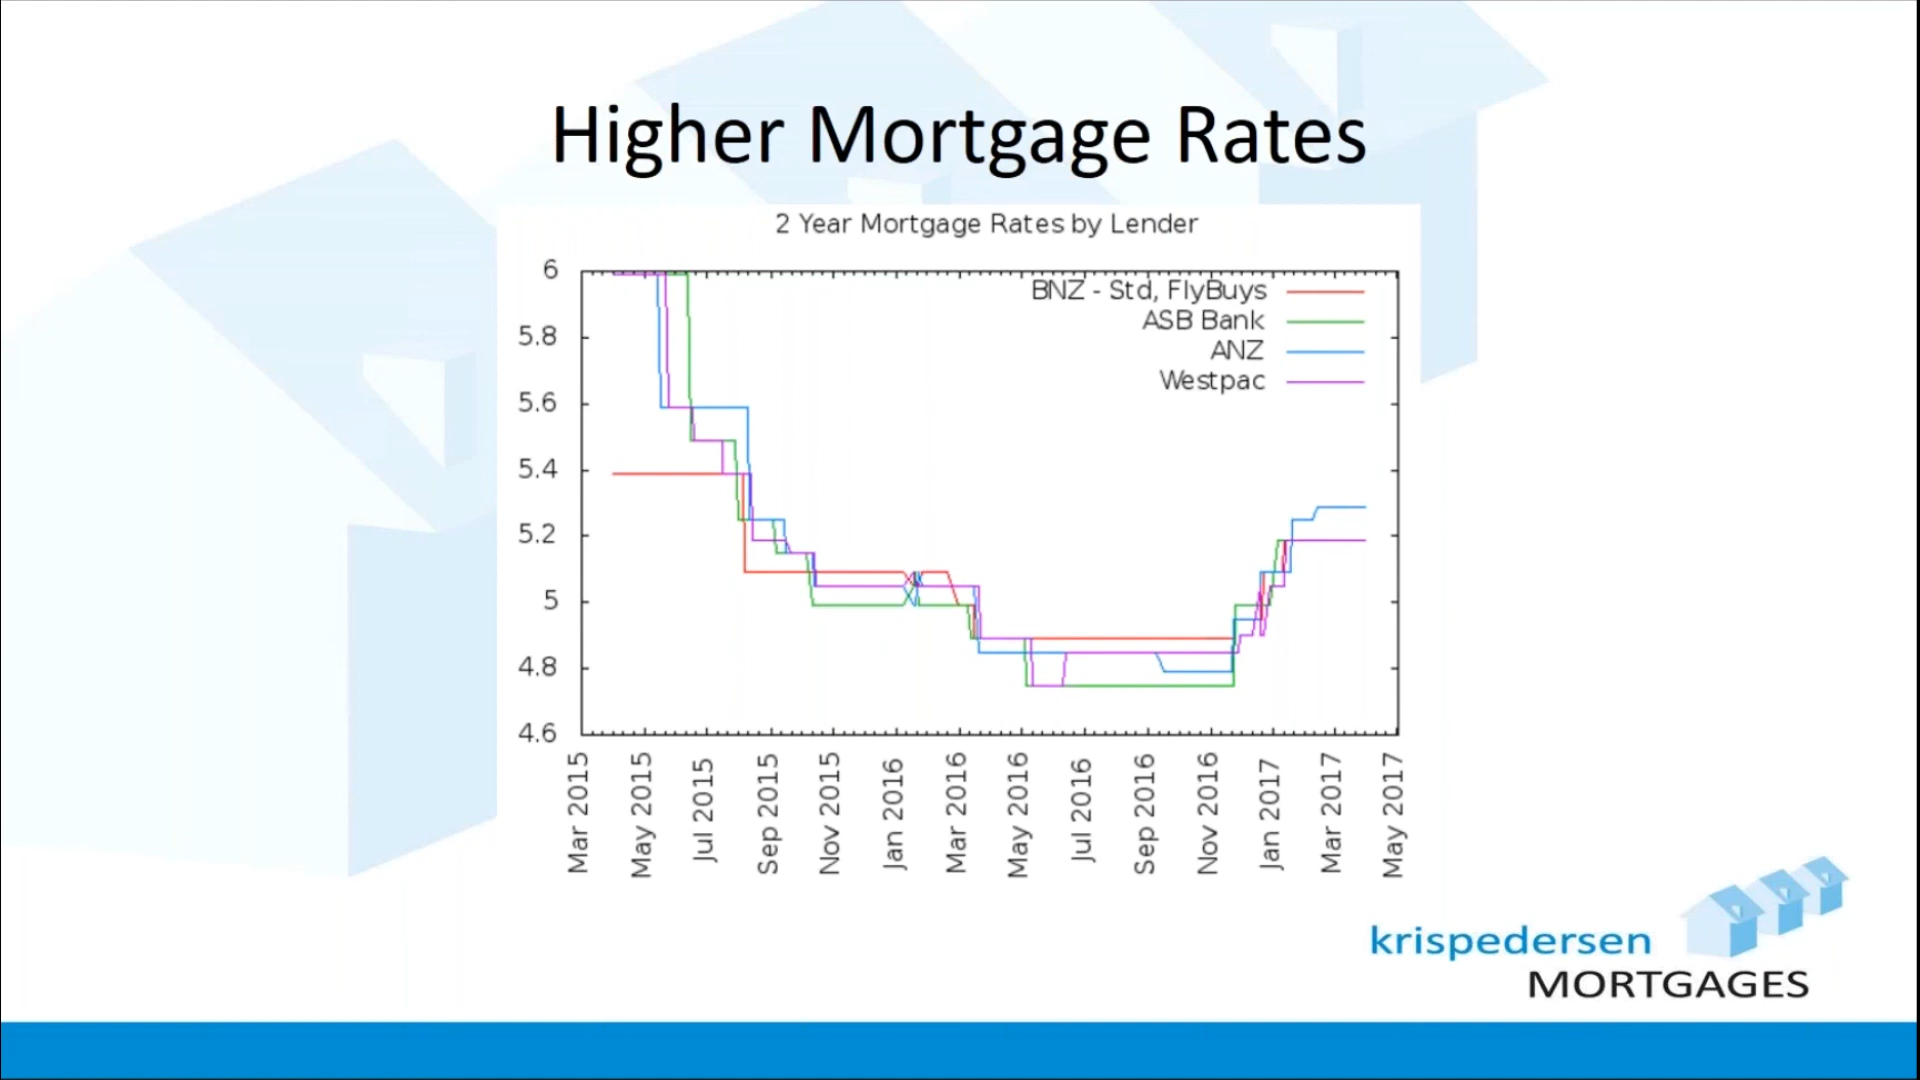 Higher Mortgage Rates
2 Year Mortgage Rates by Lender
6
5.8
5.6
5.4
5.2
5
4.8
4.6
BNZ - Std, FlyBuys
ASB Bank
ANZ
Westpac
Mar 2015
May 2015
Jul 2015
Sep 2015
Nov 2015
Jan 2016
Mar 2016
May 2016
Jul 2016
Sep 2016
Nov 2016
Jan 2017
Mar 2017
May 2017
krispedersen
MORTGAGES